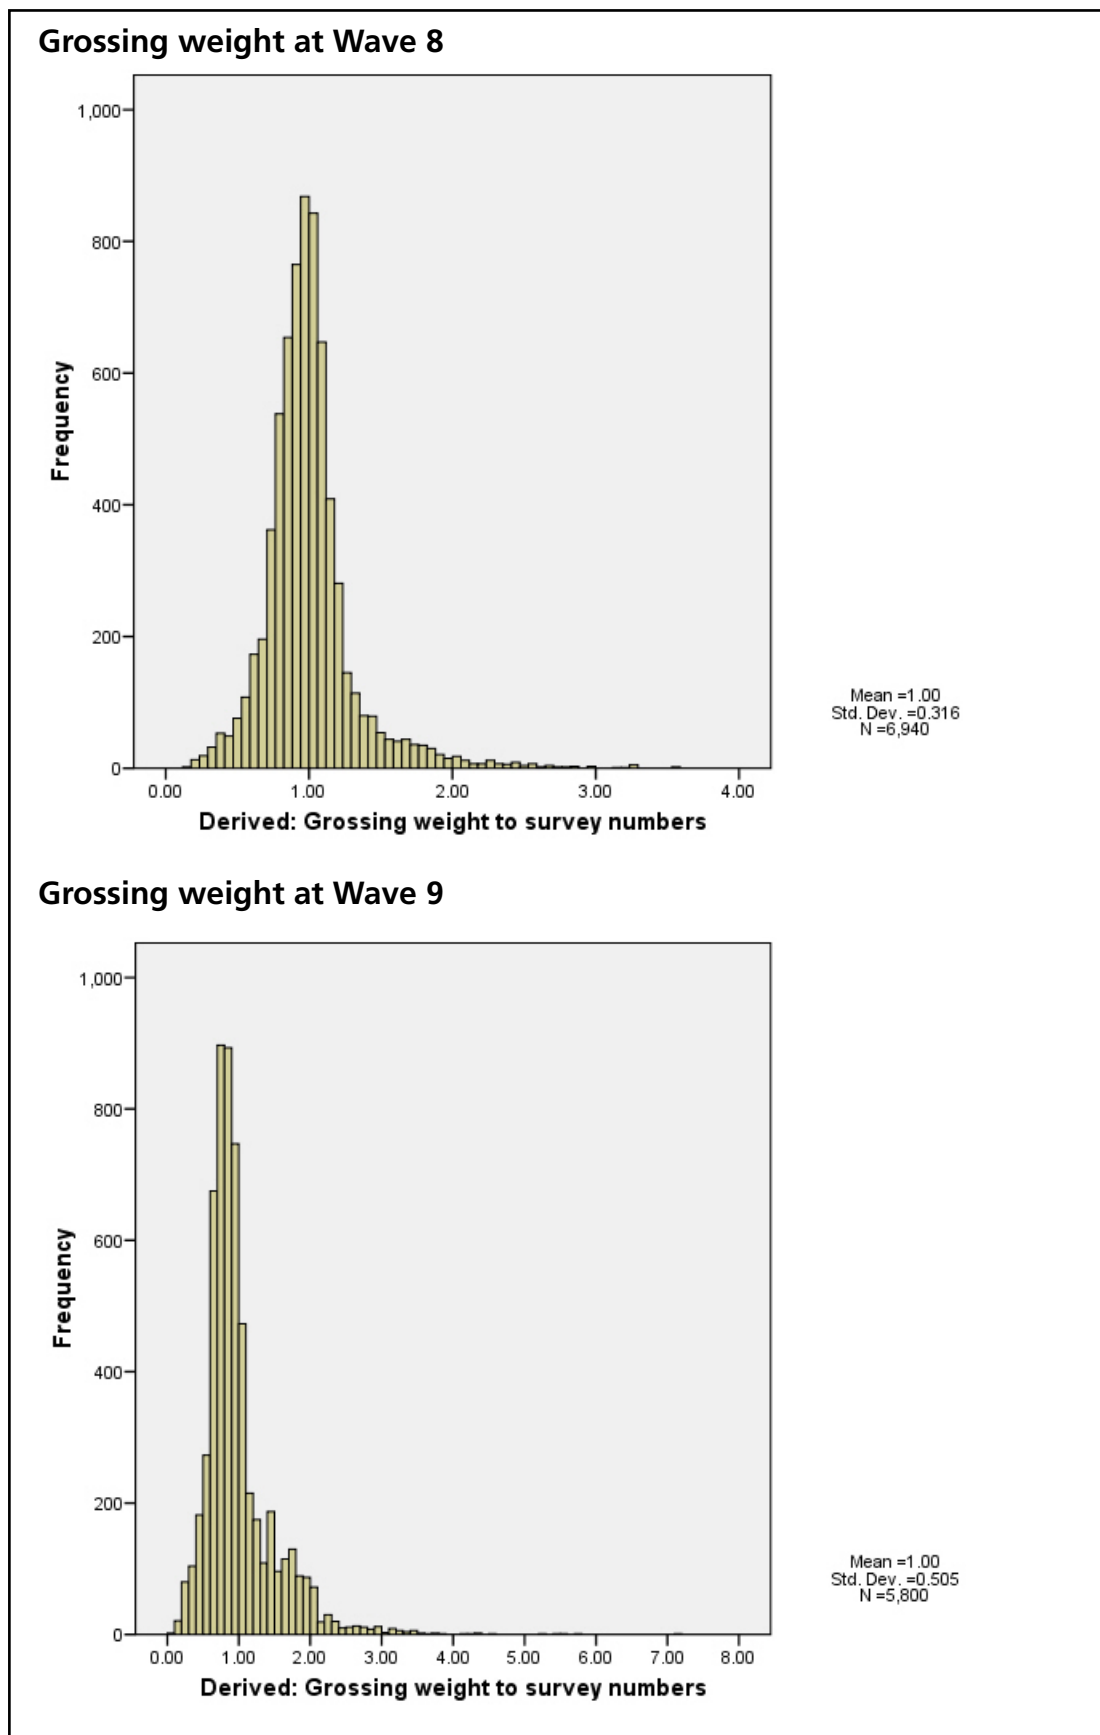 Grossing weight at Wave 8
1,000
800
600
400
200
0
Frequency
0.00 1.00 2.00 3.00 4.00
Derived: Grossing weight to survey numbers
Mean =1.00
Std. Dev. =0.316
N =6,940
Grossing weight at Wave 9
1,000
800
600
400
200
0
Frequency
0.00 1.00 2.00 3.00 4.00 5.00 6.00 7.00 8.00
Derived: Grossing weight to survey numbers
Mean =1.00
Std. Dev. =0.505
N =5,800